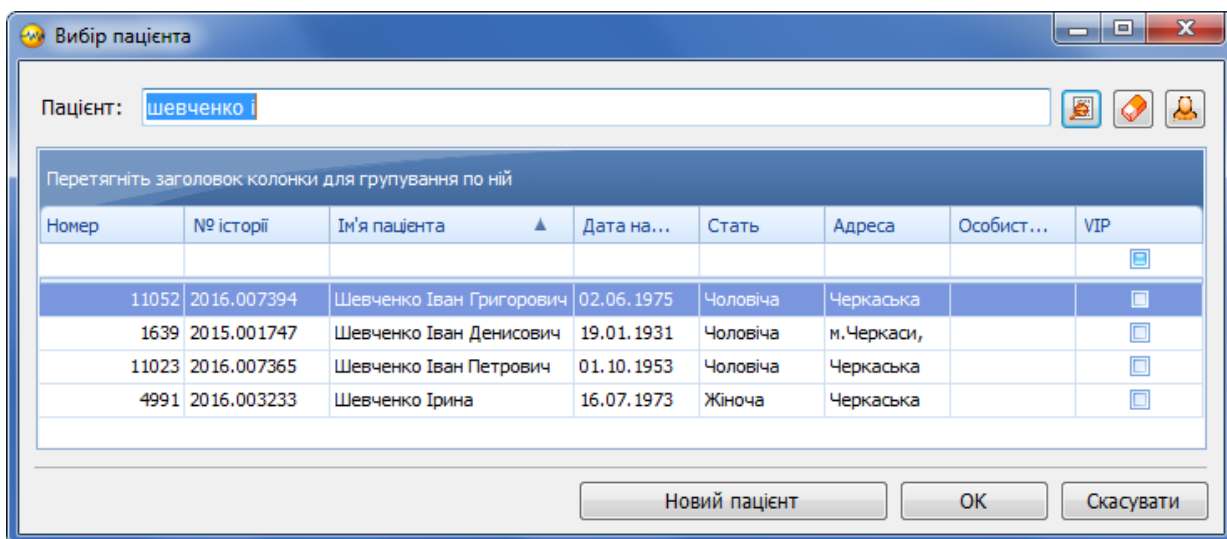 Вибір пацієнта
Пацієнт: шевченко і
Перетягніть заголовок колонки для групування по ній
Номер № історії Ім'я пацієнта Дата на... Стать Адреса Особист... VIP
11052 2016.007394 Шевченко Іван Григорович 02.06.1975 Чоловіча Черкаська
1639 2015.001747 Шевченко Іван Денисович 19.01.1931 Чоловіча м.Черкаси,
11023 2016.007365 Шевченко Іван Петрович 01.10.1953 Чоловіча Черкаська
4991 2016.003233 Шевченко Ірина 16.07.1973 Жіноча Черкаська
Новий пацієнт OK Скасувати